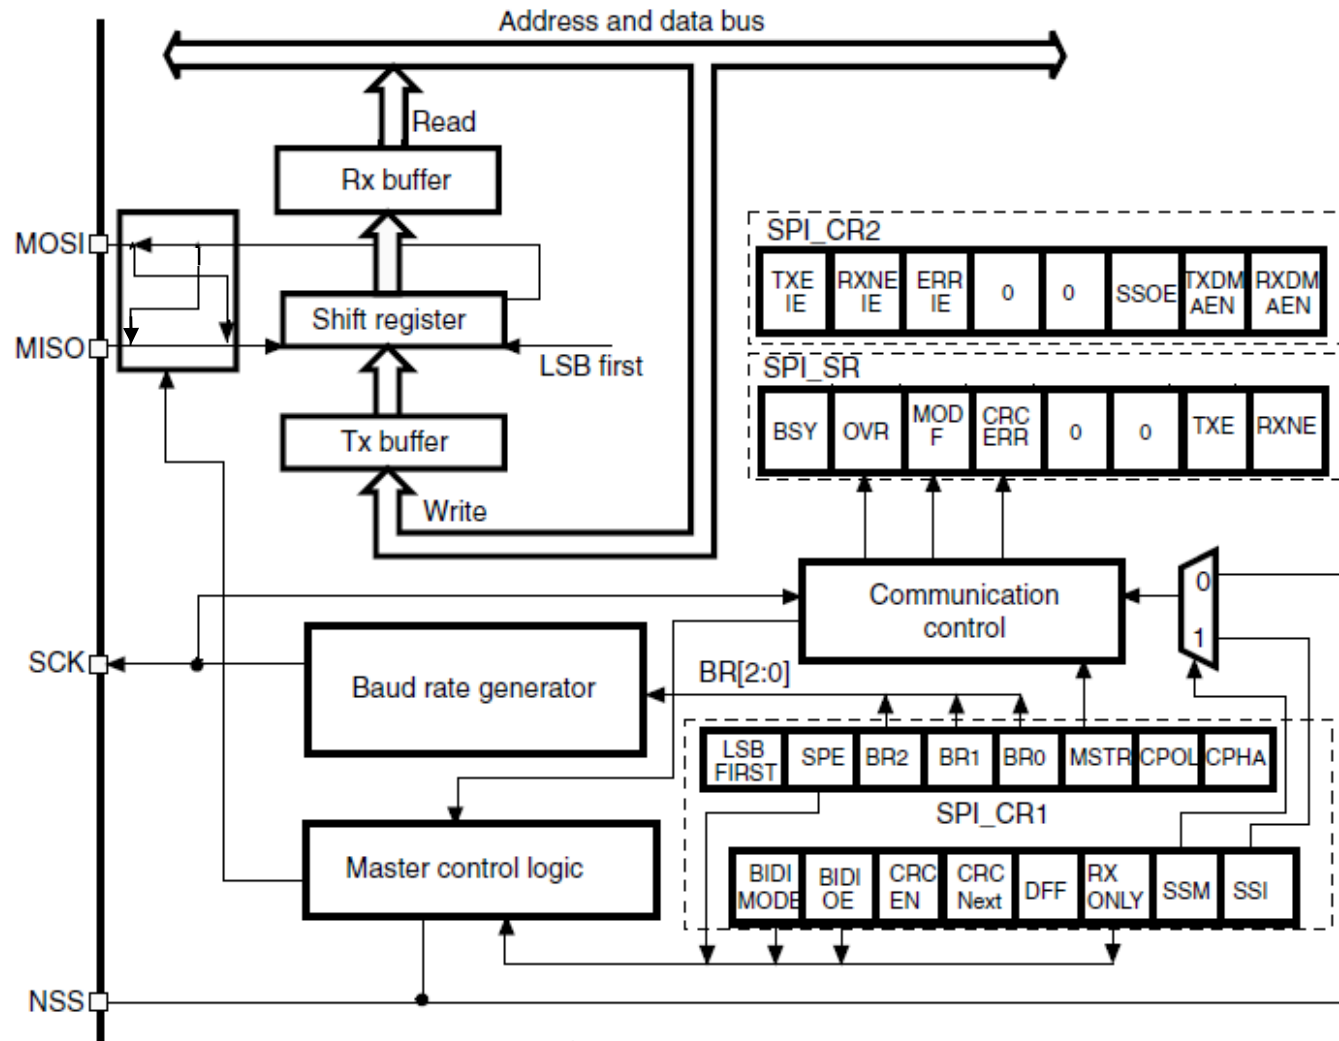 Address and data bus
Read
Rx buffer
MOSI
SPI_CR2
TXE
IE
RXNE
IE
ERR
IE
0
0
SSOE
TXDM
AEN
RXDM
AEN
Shift register
MISO
LSB first
SPI_SR
BSY
OVR
MOD
F
CRC
ERR
0
0
TXE
RXNE
Tx buffer
Write
Communication
control
0
1
SCK
Baud rate generator
BR[2:0]
LSB
FIRST
SPE
BR2
BR1
BR0
MSTR
CPOL
CPHA
SPI_CR1
Master control logic
BIDI
MODE
BIDI
OE
CRC
EN
CRC
Next
DFF
RX
ONLY
SSM
SSI
NSS